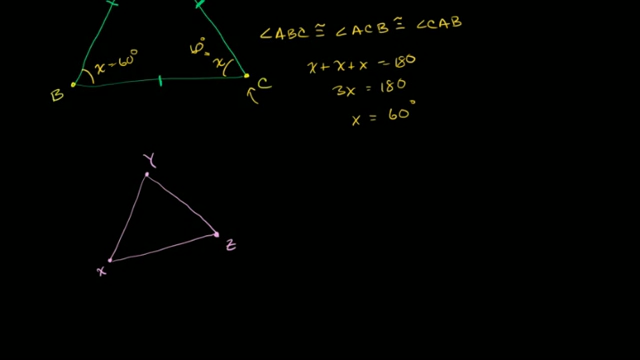 ∠ABC ≅ ∠ACB ≅ ∠CAB
x + x + x = 180
3x = 180
x = 60°
x = 60°
60° = x
B
C
Y
X
Z